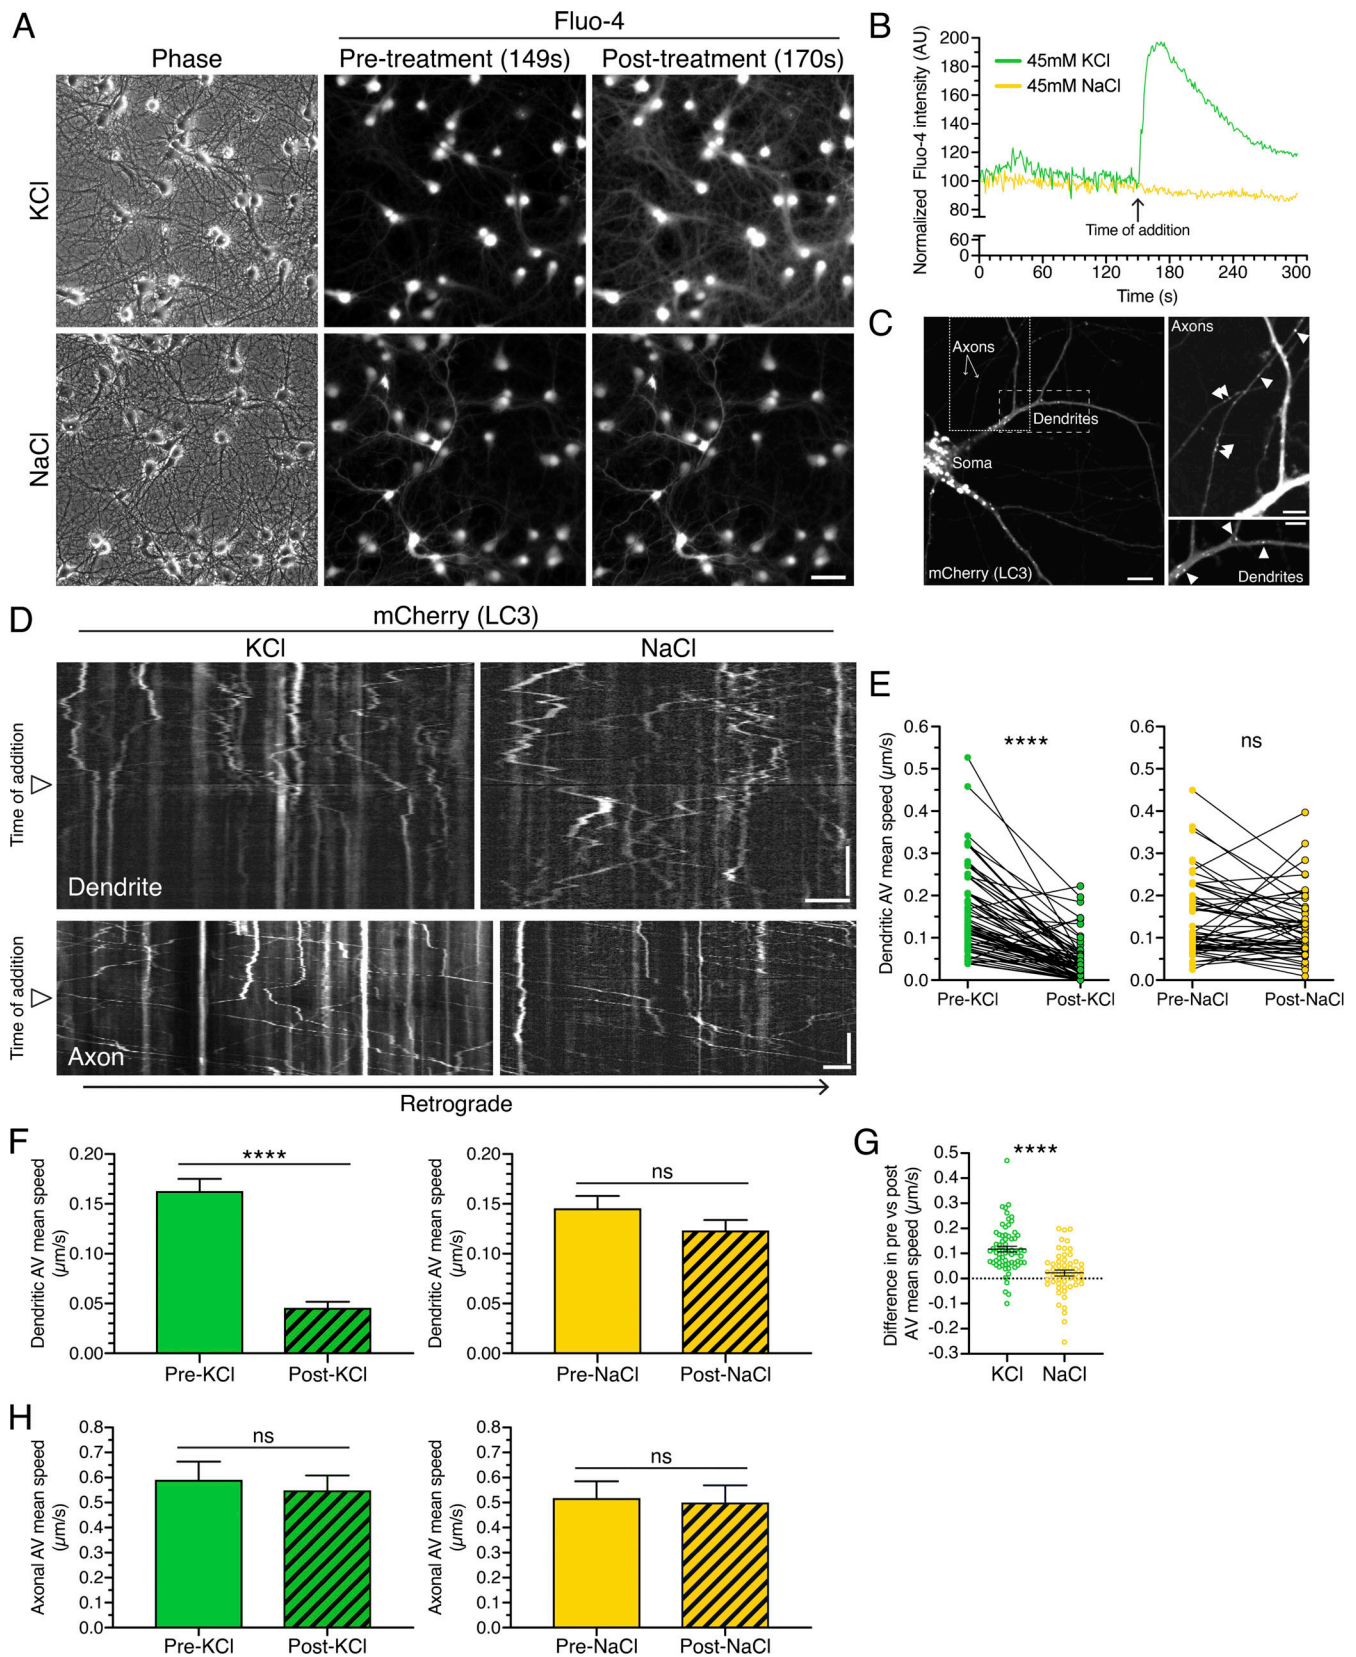 A
Fluo-4
Phase
Pre-treatment (149s)
Post-treatment (170s)
KCl
NaCl
B
Normalized Fluo-4 intensity (AU)
200
180
160
140
120
100
80
60
0
45mM KCl
45mM NaCl
Time of addition
0
60
120
180
240
300
Time (s)
C
Axons
Dendrites
Soma
mCherry (LC3)
Axons
Dendrites
D
mCherry (LC3)
KCl
NaCl
Time of addition
Dendrite
Time of addition
Axon
Retrograde
E
Dendritic AV mean speed (µm/s)
0.6
0.5
0.4
0.3
0.2
0.1
0.0
****
Pre-KCl
Post-KCl
0.6
0.5
0.4
0.3
0.2
0.1
0.0
ns
Pre-NaCl
Post-NaCl
F
Dendritic AV mean speed
(µm/s)
0.20
0.15
0.10
0.05
0.00
****
Pre-KCl
Post-KCl
Dendritic AV mean speed
(µm/s)
0.20
0.15
0.10
0.05
0.00
ns
Pre-NaCl
Post-NaCl
G
Difference in pre vs post
AV mean speed (µm/s)
0.5
0.4
0.3
0.2
0.1
0.0
-0.1
-0.2
-0.3
****
KCl
NaCl
H
Axonal AV mean speed
(µm/s)
0.8
0.7
0.6
0.5
0.4
0.3
0.2
0.1
0.0
ns
Pre-KCl
Post-KCl
Axonal AV mean speed
(µm/s)
0.8
0.7
0.6
0.5
0.4
0.3
0.2
0.1
0.0
ns
Pre-NaCl
Post-NaCl